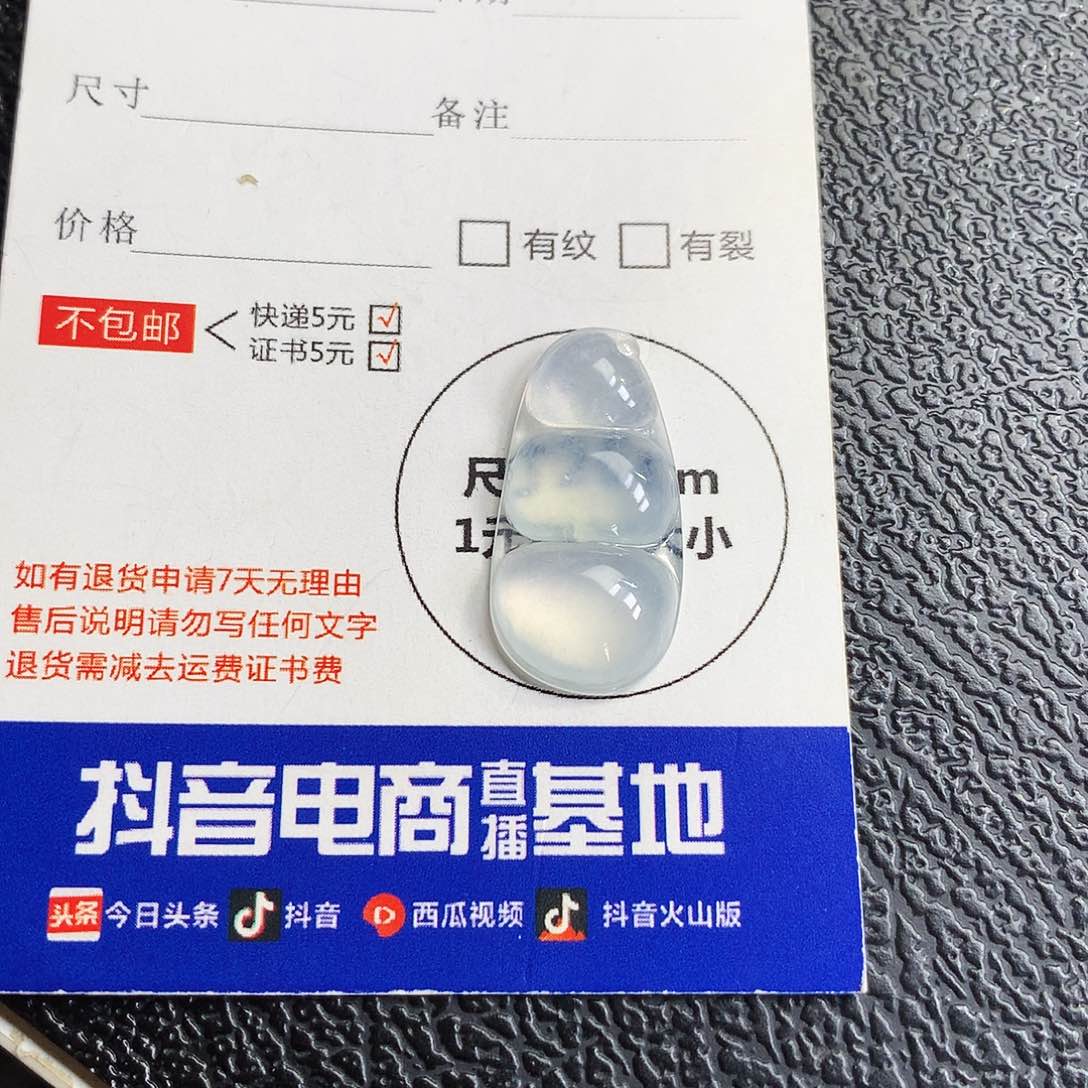 尺寸 备注
价格
有纹 有裂
不包邮
快递5元
证书5元
尺 m
1 小
如有退货申请7天无理由
售后说明请勿写任何文字
退货需减去运费证书费
抖音电商直播基地
头条 今日头条 抖音 西瓜视频 抖音火山版